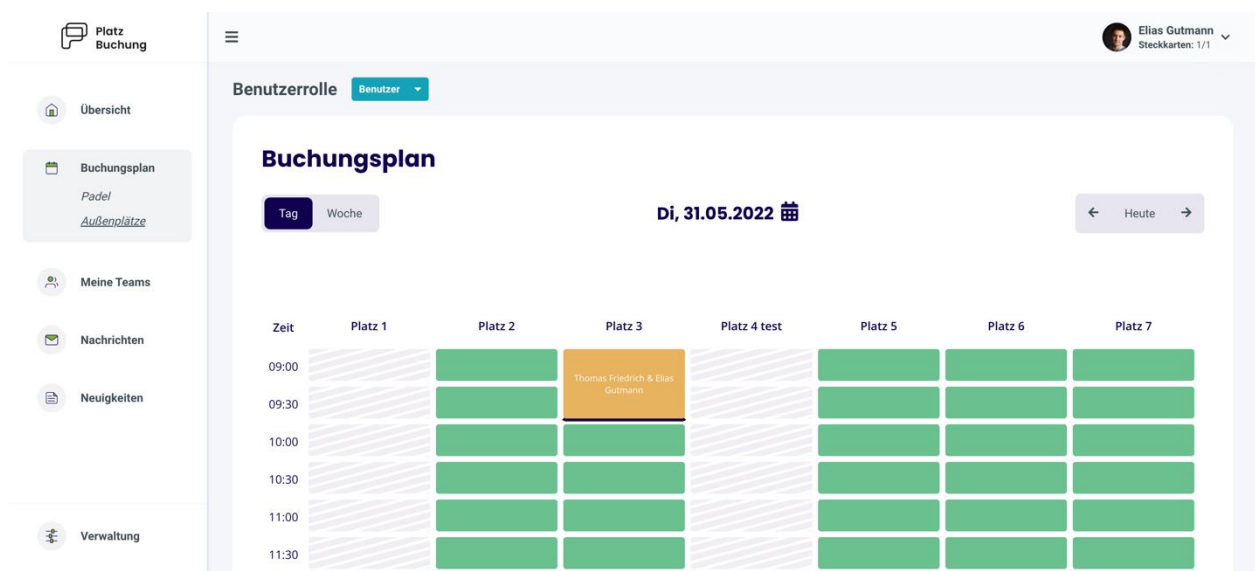 Platz
Buchung
Elias Gutmann
Steckkarten: 1/1
Benutzerrolle Benutzer
Übersicht
Buchungsplan
Padel
Außenplätze
Meine Teams
Nachrichten
Neuigkeiten
Verwaltung
Buchungsplan
Tag Woche
Di, 31.05.2022
Heute
Zeit Platz 1 Platz 2 Platz 3 Platz 4 test Platz 5 Platz 6 Platz 7
09:00
Thomas Friedrich & Elias
Gutmann
09:30
10:00
10:30
11:00
11:30